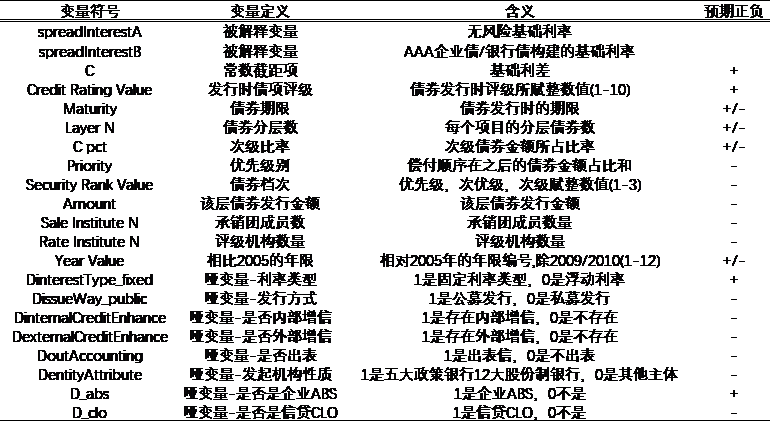 变量符号 变量定义 含义 预期正负
spreadInterestA 被解释变量 无风险基础利率
spreadInterestB 被解释变量 AAA企业债/银行债构建的基础利率
C 常数截距项 基础利差 +
Credit Rating Value 发行时债项评级 债券发行时评级所赋整数值(1-10) +
Maturity 债券期限 债券发行时的期限 +/-
Layer N 债券分层数 每个项目的分层债券数 +/-
C pct 次级比率 次级债券金额所占比率 +/-
Priority 优先级别 偿付顺序在之后的债券金额占比和 -
Security Rank Value 债券档次 优先级，次优级，次级赋整数值(1-3) -
Amount 该层债券发行金额 该层债券发行金额 -
Sale Institute N 承销团成员数 承销团成员数量 -
Rate Institute N 评级机构数 评级机构数量 -
Year Value 相比2005的年限 相对2005年的年限编号,除2009/2010(1-12) +/-
DinterestType_fixed 哑变量-利率类型 1是固定利率类型，0是浮动利率 +
DissueWay_public 哑变量-发行方式 1是公募发行，0是私募发行 -
DinternalCreditEnhance 哑变量-是否内部增信 1是存在内部增信，0是不存在 -
DexternalCreditEnhance 哑变量-是否外部增信 1是存在外部增信，0是不存在 -
DoutAccounting 哑变量-是否出表 1是出表信，0是不出表 -
DentityAttribute 哑变量-发起机构性质 1是五大政策银行12大股份制银行，0是其他主体 -
D_abs 哑变量-是否是企业ABS 1是企业ABS，0不是 +
D_clo 哑变量-是否是信贷CLO 1是信贷CLO，0不是 -